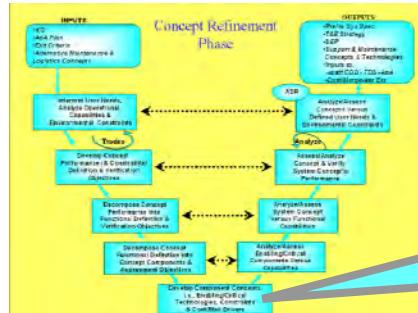 INPUTS
•ICD
•AoA Plan
•Exit Criteria
•Alternative Maintenance &
Logistics Concepts
Concept Refinement
Phase
OUTPUTS
•Prelim Sys Spec
•T&E Strategy
•SEP
•Support & Maintenance
Concepts & Technologies
•Inputs to:
ASR
Interpret User Needs,
Analyze Operational
Capabilities &
Environmental Constraints
Analyze/Assess
Concepts Versus
Defined User Needs &
Environmental Constraints
Trades
Analyze
Develop Concept
Performance (& Constraints)
Definition & Verification
Objectives
Assess/Analyze
Concept & Verify
System Concept's
Performance
Decompose Concept
Performance into
Functional Definition &
Verification Objectives
Analyze/Assess
System Concept
Versus Functional
Capabilities
Decompose Concept
Functional Definition into
Concept Components &
Assessment Objectives
Analyze/Assess
Enabling/Critical
Components Versus
Capabilities
Develop Component Concepts,
i.e., Enabling/Critical
Technologies, Constraints
& Cost/Risk Drivers